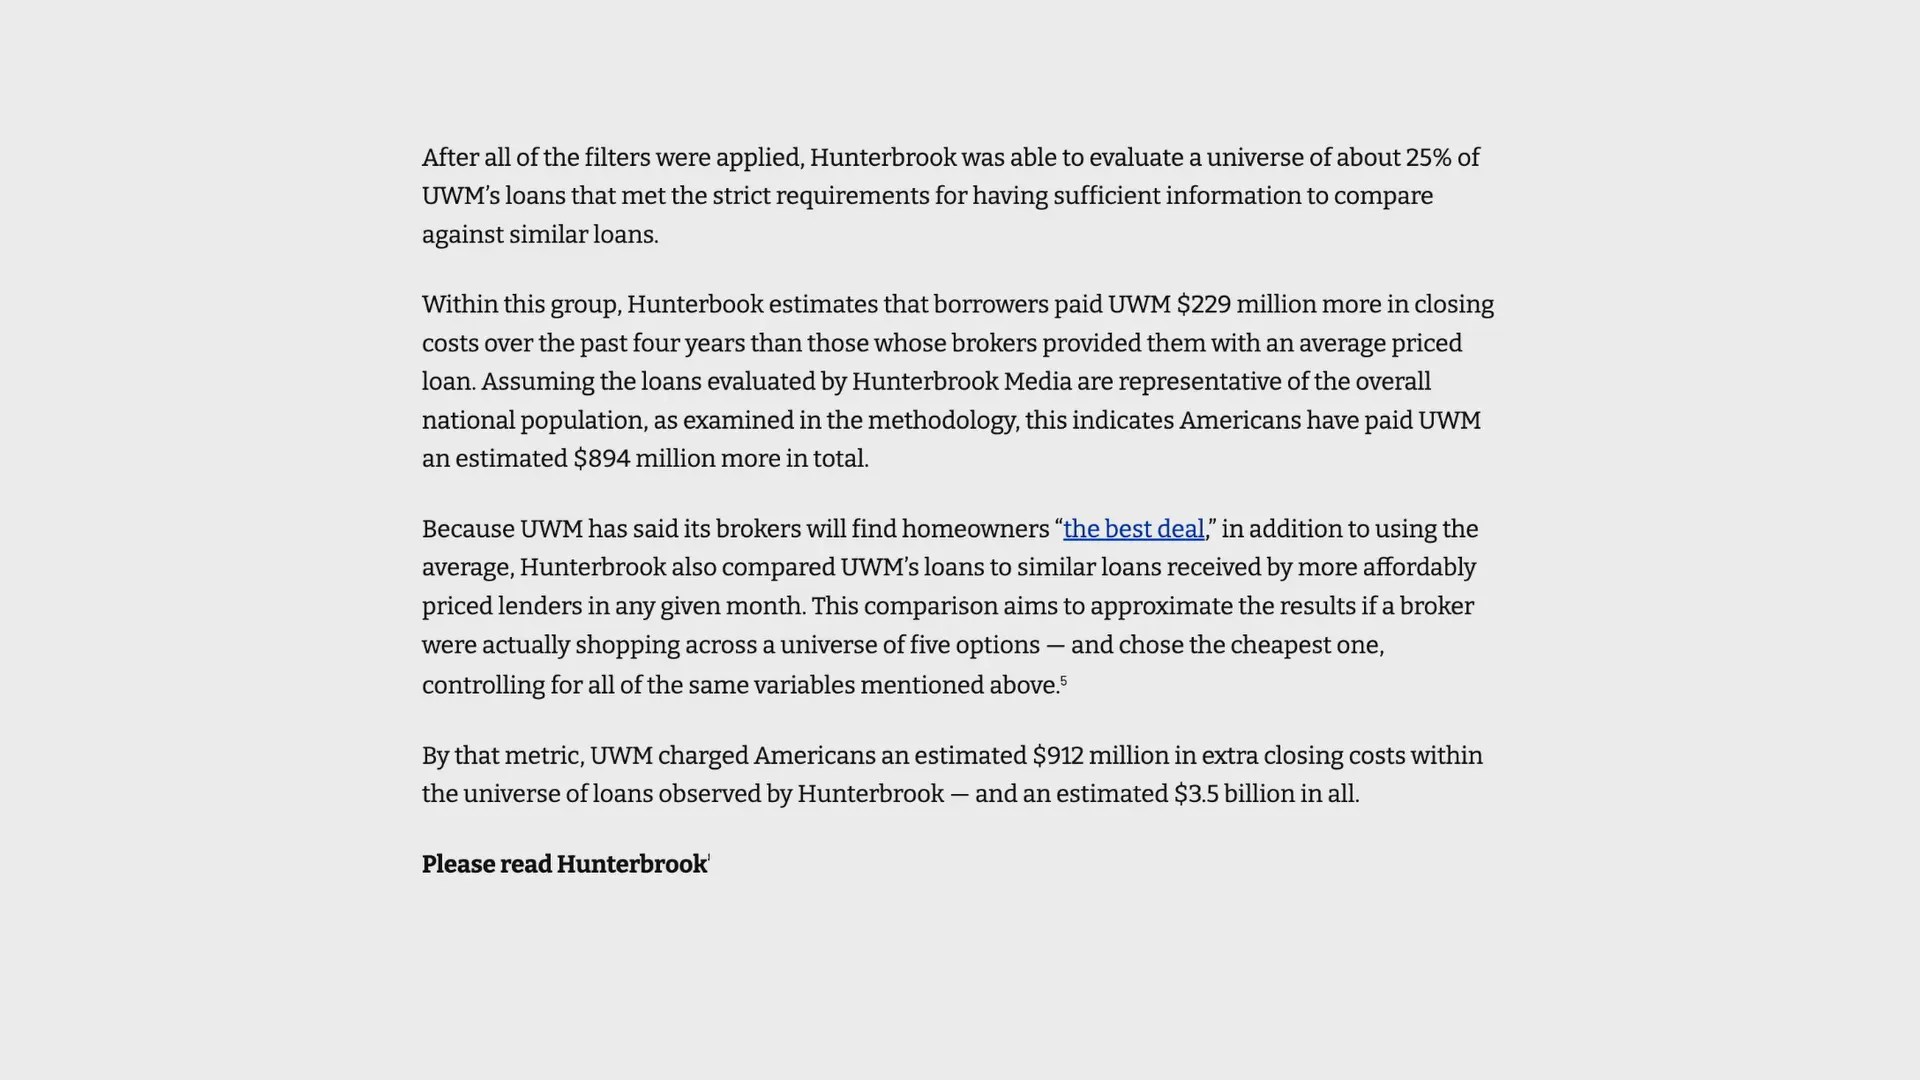 After all of the filters were applied, Hunterbrook was able to evaluate a universe of about 25% of
UWM’s loans that met the strict requirements for having sufficient information to compare
against similar loans.
Within this group, Hunterbook estimates that borrowers paid UWM $229 million more in closing
costs over the past four years than those whose brokers provided them with an average priced
loan. Assuming the loans evaluated by Hunterbrook Media are representative of the overall
national population, as examined in the methodology, this indicates Americans have paid UWM
an estimated $894 million more in total.
Because UWM has said its brokers will find homeowners “the best deal,” in addition to using the
average, Hunterbrook also compared UWM’s loans to similar loans received by more affordably
priced lenders in any given month. This comparison aims to approximate the results if a broker
were actually shopping across a universe of five options — and chose the cheapest one,
controlling for all of the same variables mentioned above.⁵
By that metric, UWM charged Americans an estimated $912 million in extra closing costs within
the universe of loans observed by Hunterbrook — and an estimated $3.5 billion in all.
Please read Hunterbrook